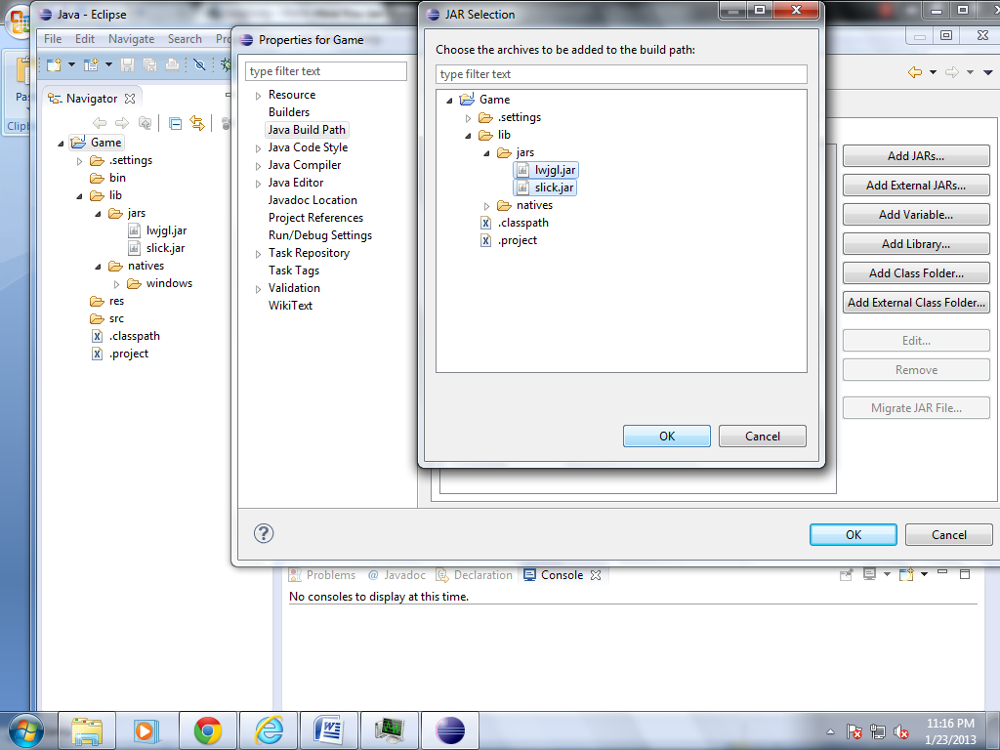 Java - Eclipse
File Edit Navigate Search
Navigator
Game
.settings
bin
lib
jars
lwjgl.jar
slick.jar
natives
windows
res
src
.classpath
.project
Properties for Game
type filter text
Resource
Builders
Java Build Path
Java Code Style
Java Compiler
Java Editor
Javadoc Location
Project References
Run/Debug Settings
Task Repository
Task Tags
Validation
WikiText
JAR Selection
Choose the archives to be added to the build path:
type filter text
Game
.settings
lib
jars
lwjgl.jar
slick.jar
natives
.classpath
.project
OK Cancel
Add JARs...
Add External JARs...
Add Variable...
Add Library...
Add Class Folder...
Add External Class Folder...
Edit...
Remove
Migrate JAR File...
OK Cancel
Problems @ Javadoc Declaration Console
No consoles to display at this time.
11:16 PM
1/23/2013